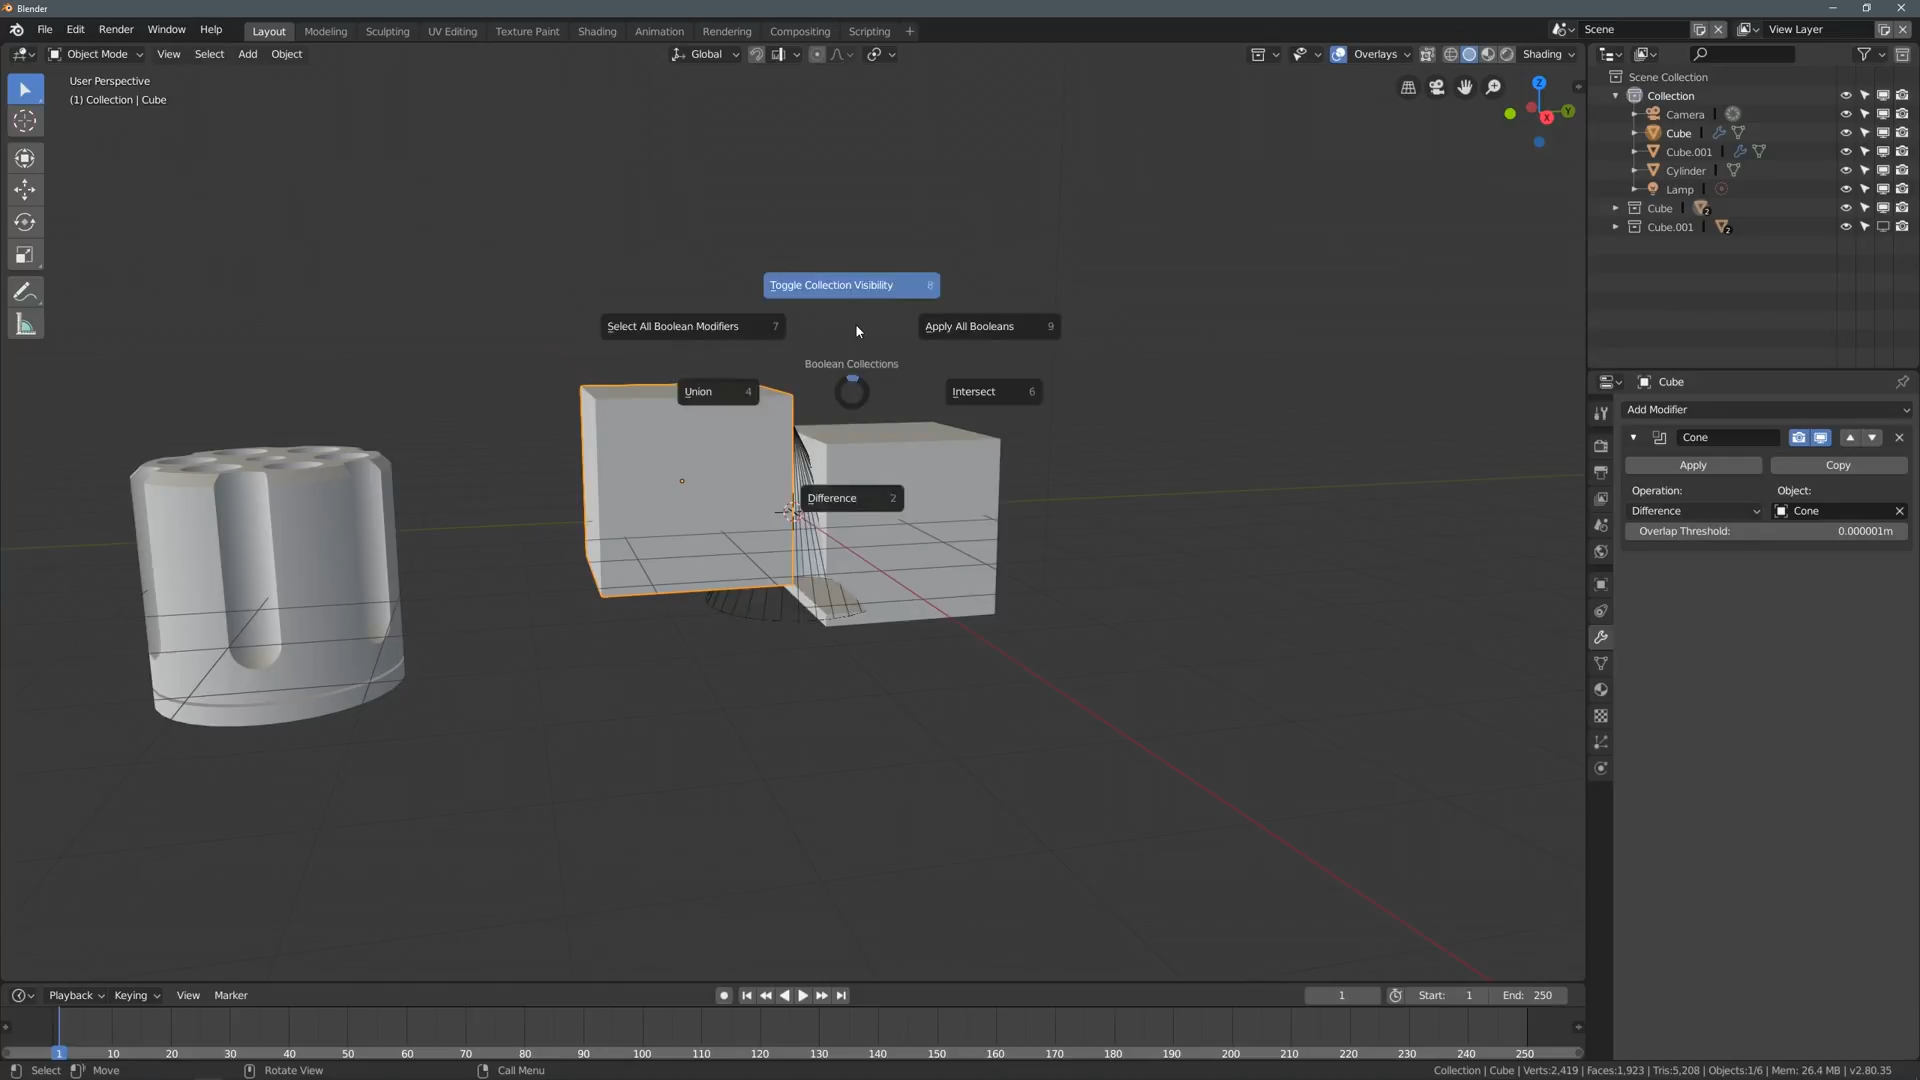 Blender
File Edit Render Window Help Layout Modeling Sculpting UV Editing Texture Paint Shading Animation Rendering Compositing Scripting + Scene View Layer
Object Mode View Select Add Object Global Overlays Shading
User Perspective
(1) Collection | Cube
Z
Y
X
Scene Collection
Collection
Camera
Cube
Cube.001
Cylinder
Lamp
Cube 2
Cube.001 2
Toggle Collection Visibility 8
Select All Boolean Modifiers 7
Apply All Booleans 9
Boolean Collections
Union 4
Intersect 6
Difference 2
Cube
Add Modifier
Cone
Apply Copy
Operation: Object:
Difference Cone
Overlap Threshold: 0.000001m
Playback Keying View Marker 1 Start: 1 End: 250
1 10 20 30 40 50 60 70 80 90 100 110 120 130 140 150 160 170 180 190 200 210 220 230 240 250
Select Move Rotate View Call Menu Collection | Cube | Verts:2,419 | Faces:1,923 | Tris:5,208 | Objects:1/6 | Mem: 26.4 MB | v2.80.35